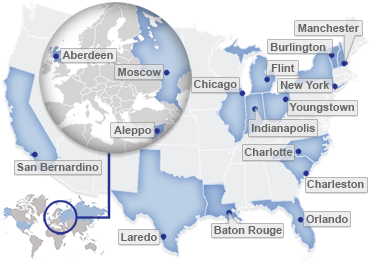 Manchester
Burlington
Aberdeen
Flint
Moscow
Chicago
New York
Youngstown
Aleppo
Indianapolis
Charlotte
San Bernardino
Charleston
Orlando
Baton Rouge
Laredo